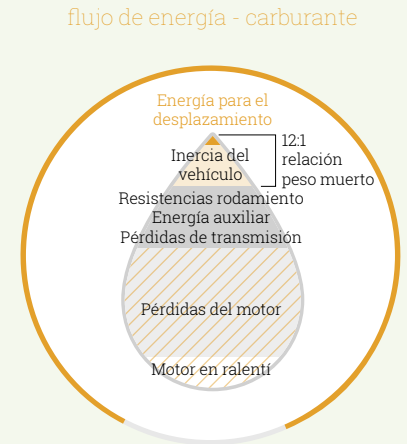 flujo de energía - carburante
Energía para el
desplazamiento
12:1
relación
peso muerto
Inercia del
vehículo
Resistencias rodamiento
Energía auxiliar
Pérdidas de transmisión
Pérdidas del motor
Motor en ralentí